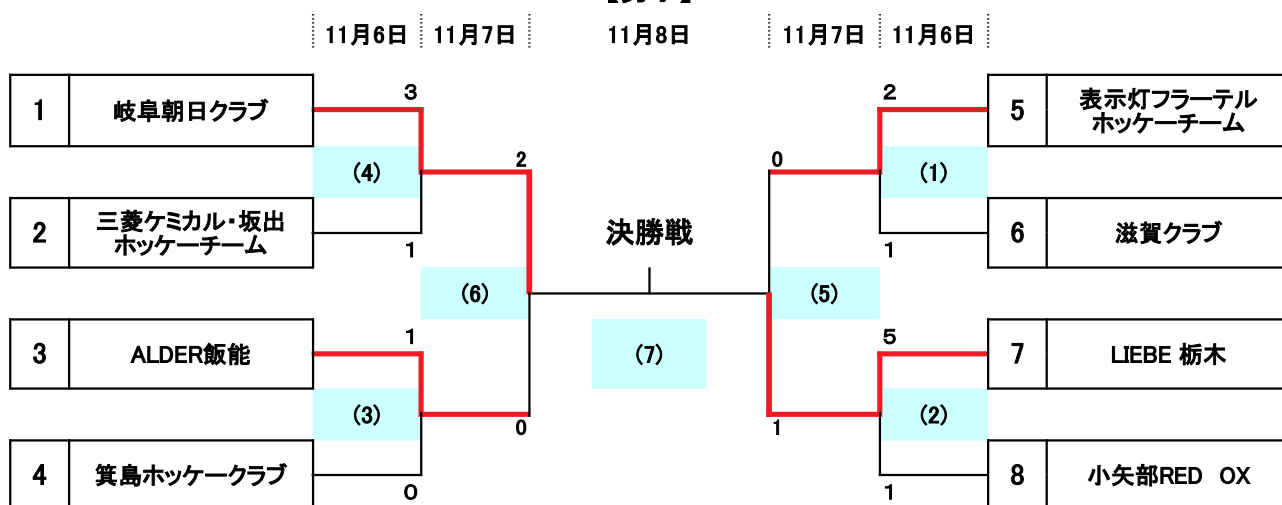 11月6日 11月7日 11月8日 11月7日 11月6日
1 岐阜朝日クラブ
3
(4)
2 三菱ケミカル・坂出
ホッケーチーム
1
2
(6)
3 ALDER飯能
1
(3)
4 箕島ホッケークラブ
0
0
決勝戦
(7)
0
(5)
1
2
5 表示灯フラーテル
ホッケーチーム
(1)
6 滋賀クラブ
1
5
7 LIEBE 栃木
(2)
8 小矢部RED OX
1